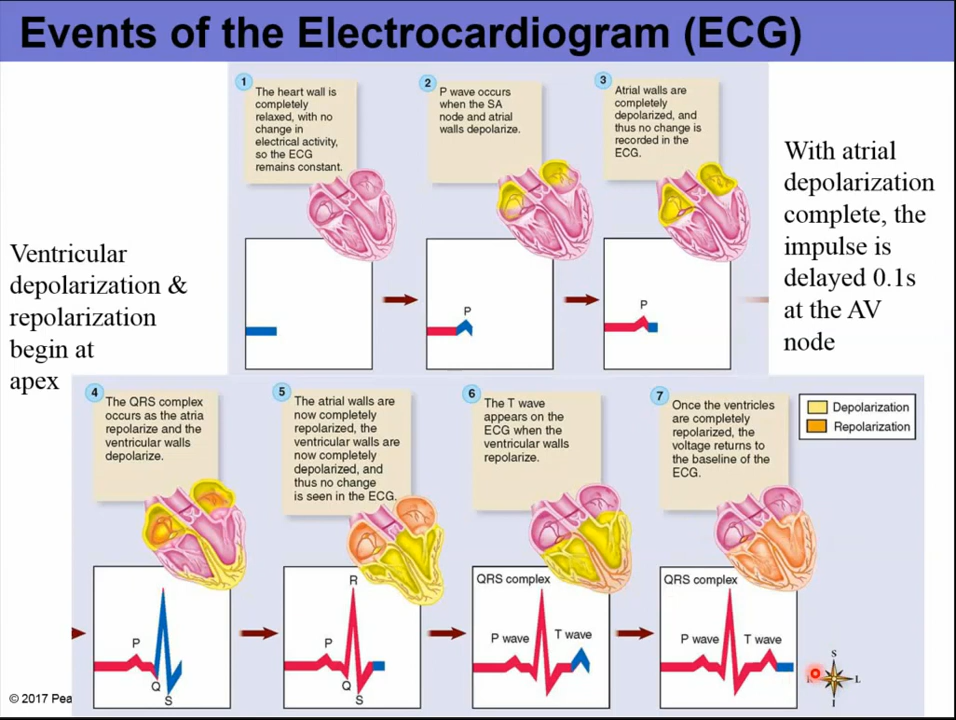 Events of the Electrocardiogram (ECG)
1
The heart wall is
completely
relaxed, with no
change in
electrical activity,
so the ECG
remains constant.
2
P wave occurs
when the SA
node and atrial
walls depolarize.
P
3
Atrial walls are
completely
depolarized, and
thus no change is
recorded in the
ECG.
P
With atrial
depolarization
complete, the
impulse is
delayed 0.1s
at the AV
node
Ventricular
depolarization &
repolarization
begin at
apex
4
The QRS complex
occurs as the atria
repolarize and the
ventricular walls
depolarize.
P
Q
S
5
The atrial walls are
now completely
repolarized, the
ventricular walls are
now completely
depolarized, and
thus no change
is seen in the ECG.
R
P
Q
S
6
The T wave
appears on the
ECG when the
ventricular walls
repolarize.
QRS complex
P wave
T wave
7
Once the ventricles
are completely
repolarized, the
voltage returns to
the baseline of the
ECG.
QRS complex
P wave
T wave
Depolarization
Repolarization
S
L
I
© 2017 Pea